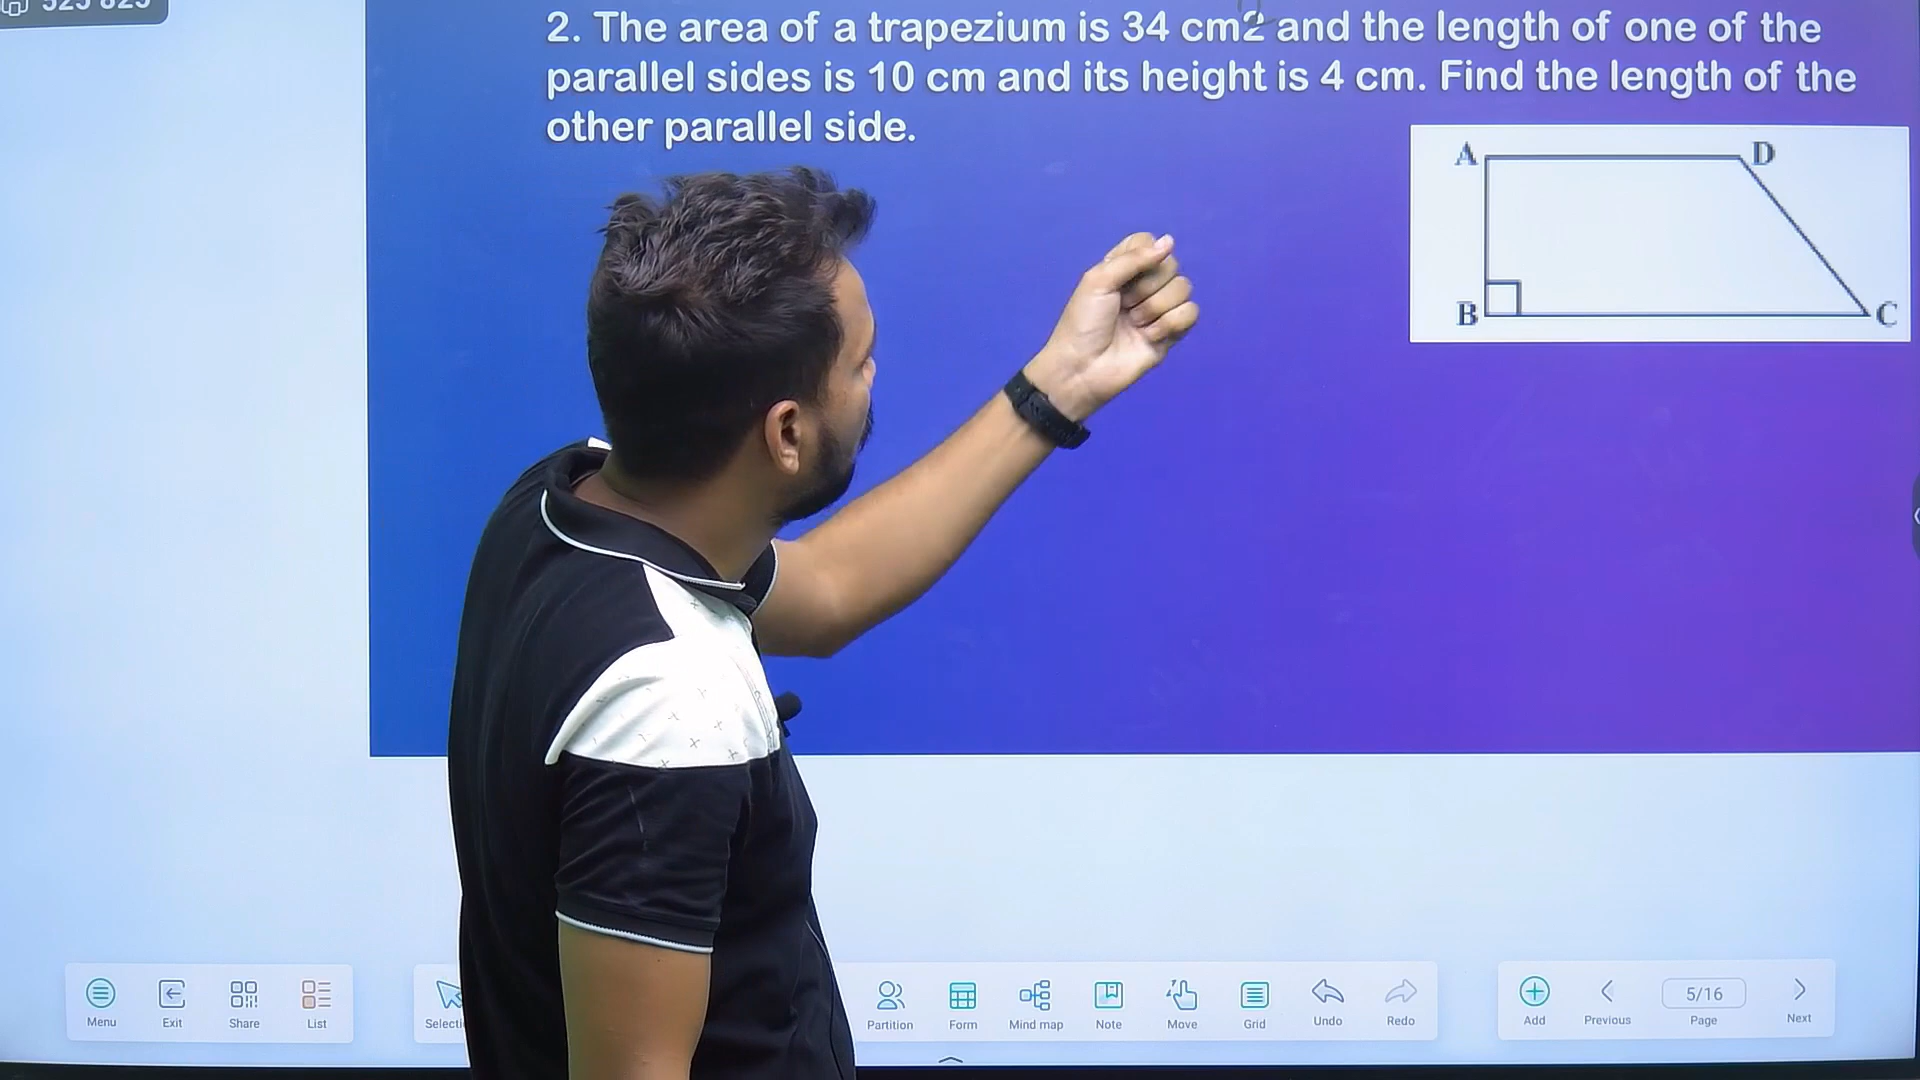 2. The area of a trapezium is 34 cm2 and the length of one of the
parallel sides is 10 cm and its height is 4 cm. Find the length of the
other parallel side.
A D
B C
Menu Exit Share List Partition Form Mind map Note Move Grid Undo Redo Add Previous 5/16 Page Next